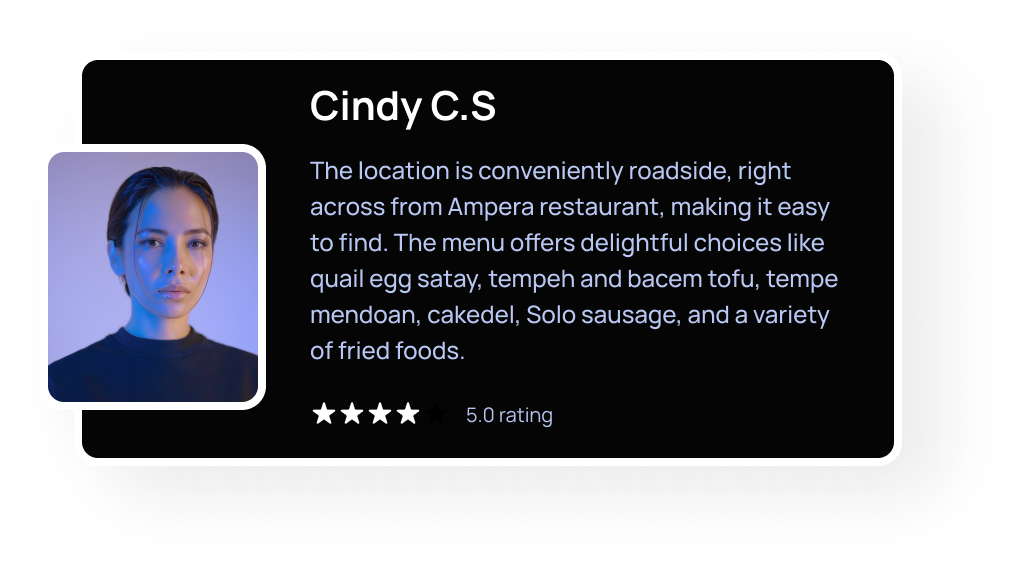 Cindy C.S
The location is conveniently roadside, right
across from Ampera restaurant, making it easy
to find. The menu offers delightful choices like
quail egg satay, tempeh and bacem tofu, tempe
mendoan, cakedel, Solo sausage, and a variety
of fried foods.
5.0 rating